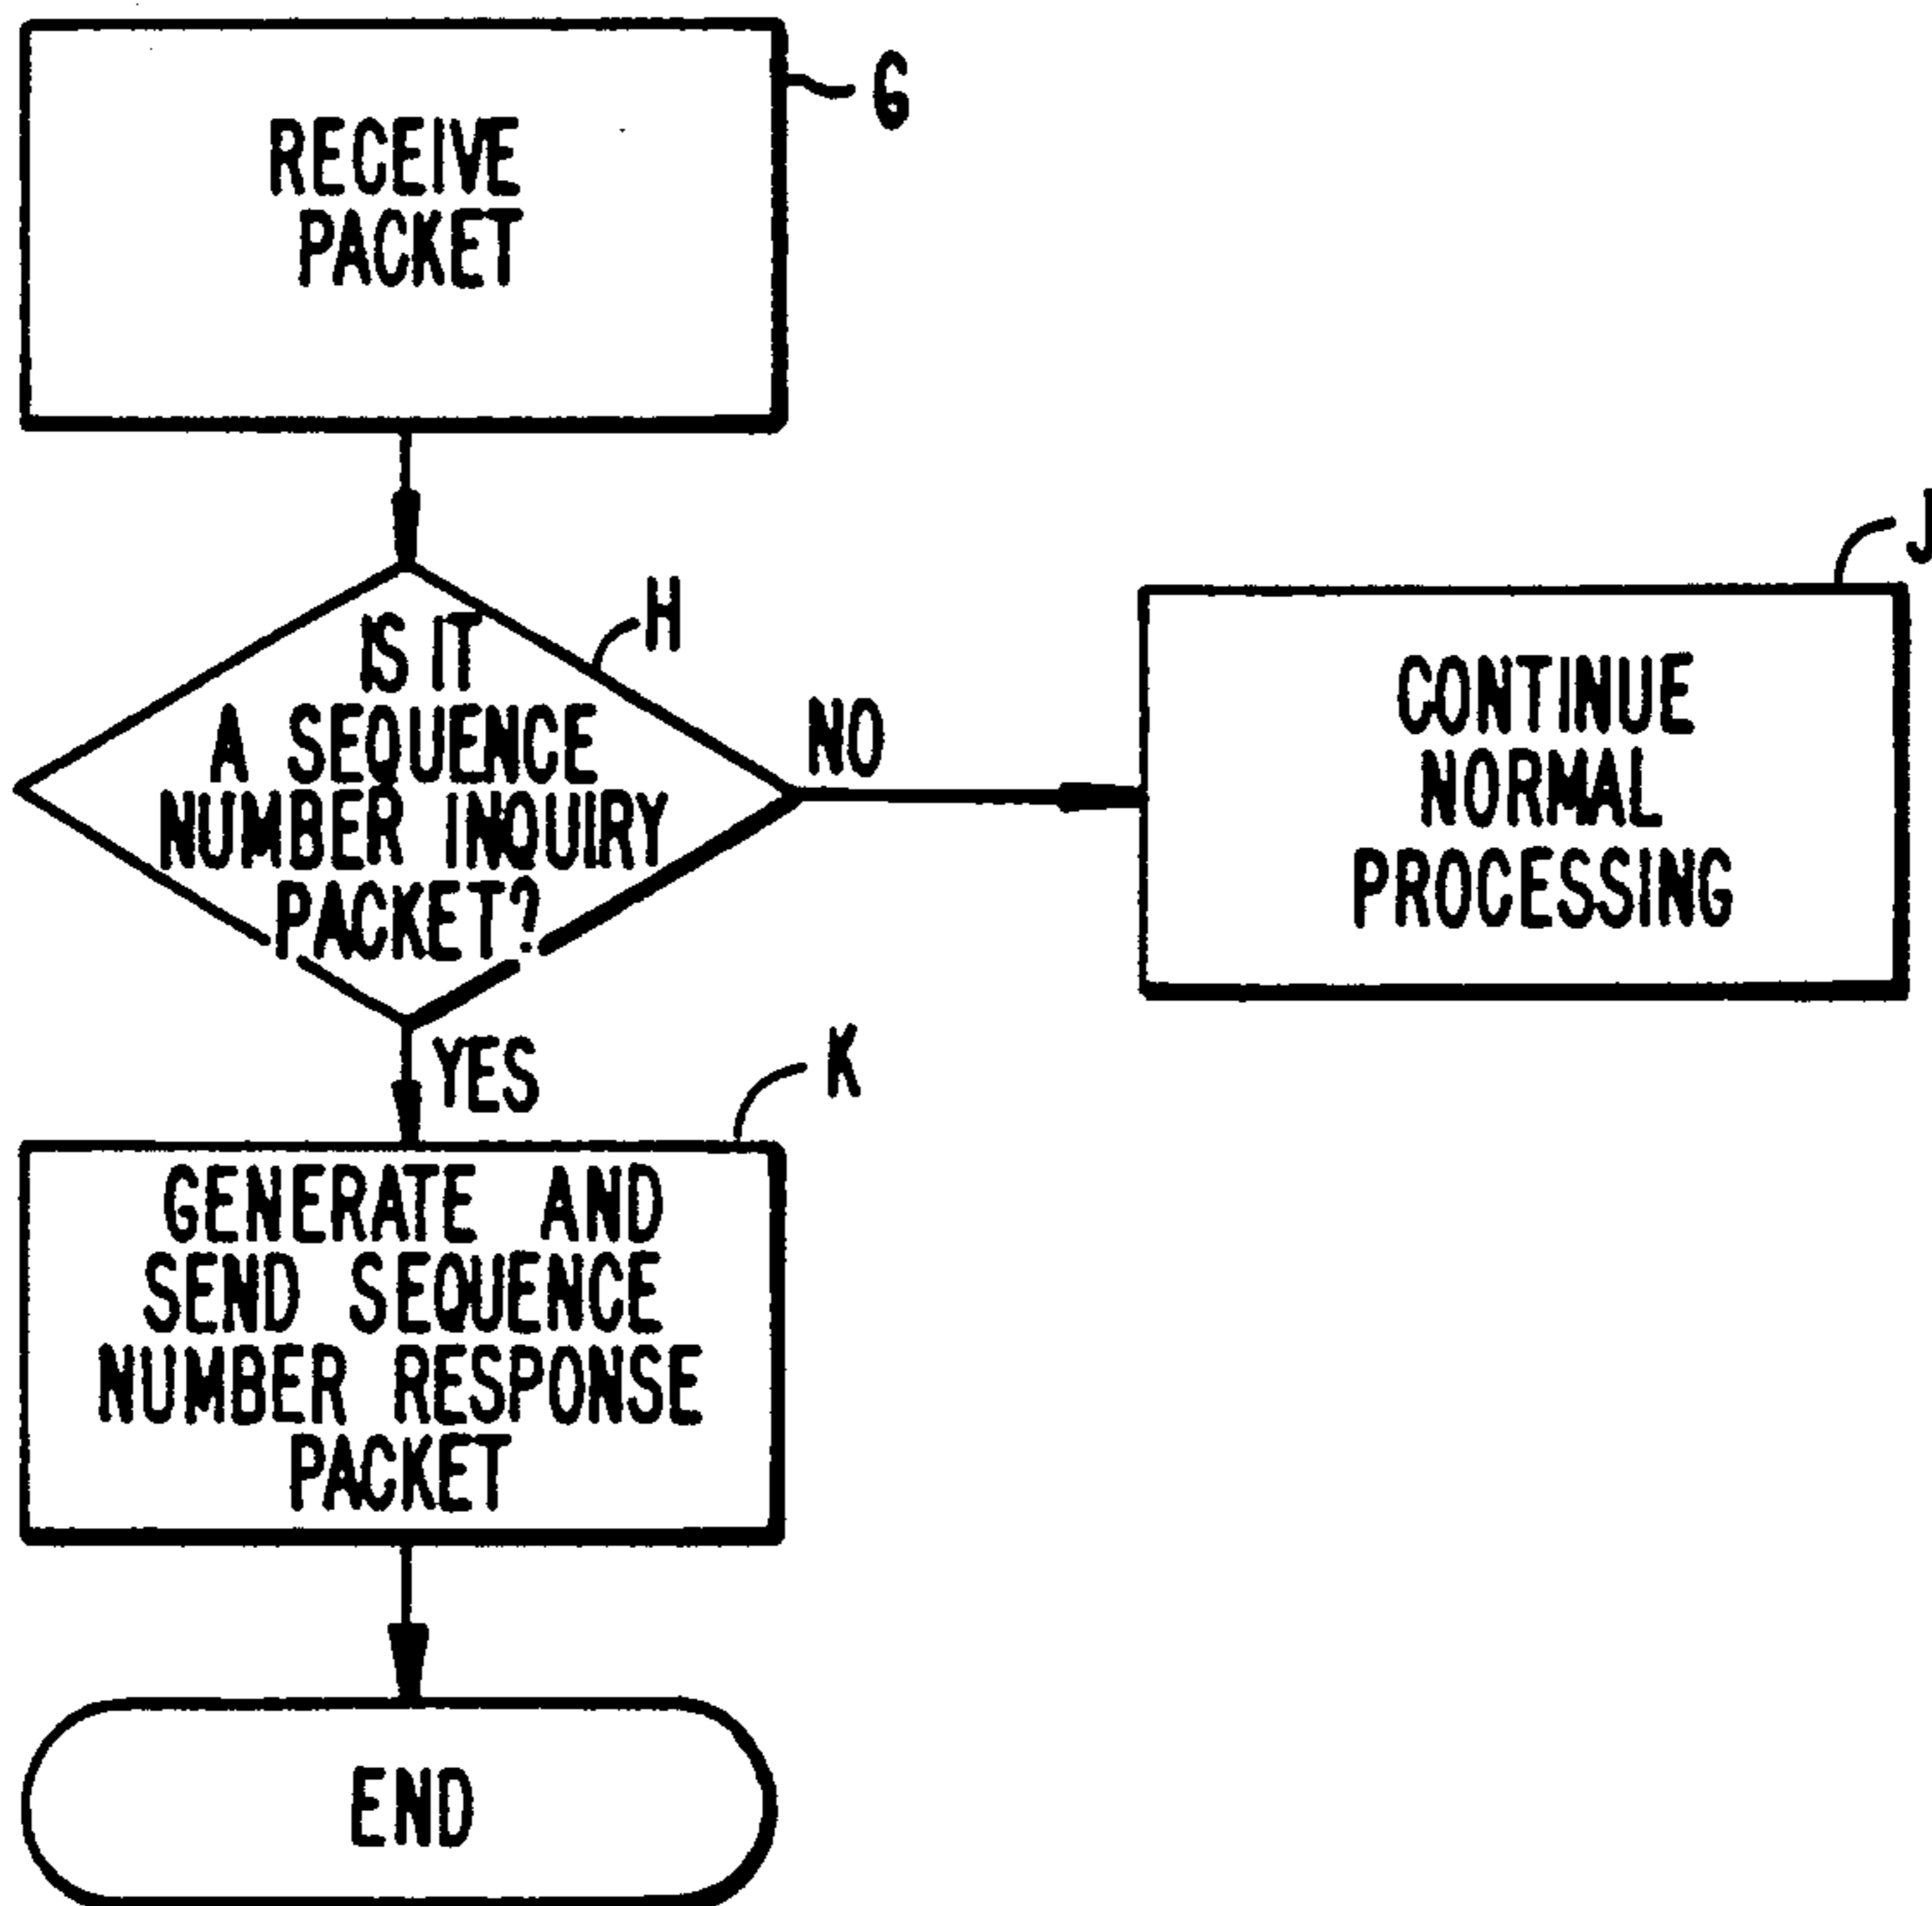 RECEIVE
PACKET
G
IS IT
A SEQUENCE
NUMBER INQUIRY
PACKET?
H
NO
J
CONTINUE
NORMAL
PROCESSING
YES
K
GENERATE AND
SEND SEQUENCE
NUMBER RESPONSE
PACKET
END